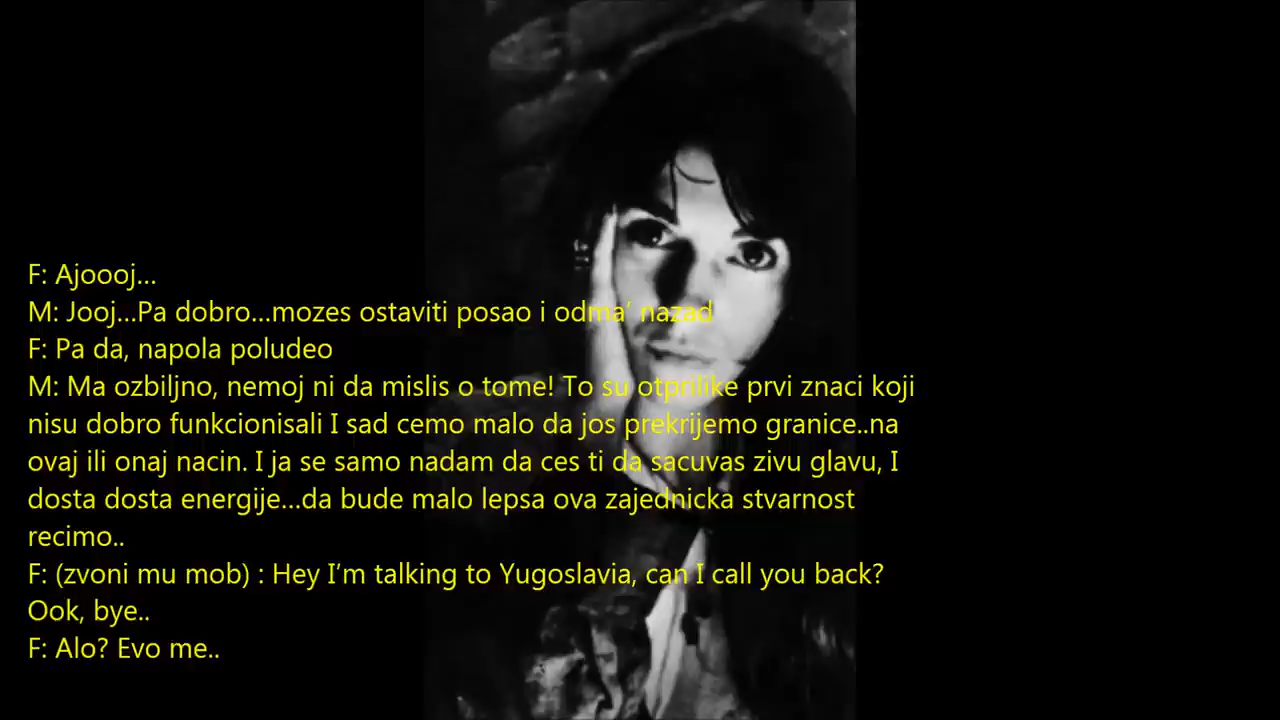 F: Ajoooj...
M: Jooj...Pa dobro...mozes ostaviti posao i odma' nazad
F: Pa da, napola poludeo
M: Ma ozbiljno, nemoj ni da mislis o tome! To su otprilike prvi znaci koji
nisu dobro funkcionisali I sad cemo malo da jos prekrijemo granice..na
ovaj ili onaj nacin. I ja se samo nadam da ces ti da sacuvas zivu glavu, I
dosta dosta energije...da bude malo lepsa ova zajednicka stvarnost
recimo..
F: (zvoni mu mob) : Hey I'm talking to Yugoslavia, can I call you back?
Ook, bye..
F: Alo? Evo me..